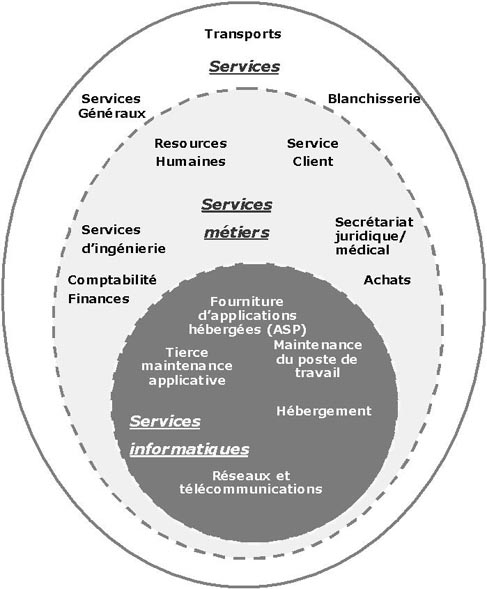 Transports
Services
Services
Généraux
Blanchisserie
Resources
Humaines
Service
Client
Services
métiers
Services
d'ingénierie
Secrétariat
juridique/
médical
Comptabilité
Finances
Achats
Fourniture
d'applications
hébergées (ASP)
Tierce
maintenance
applicative
Maintenance
du poste de
travail
Hébergement
Services
informatiques
Réseaux et
télécommunications